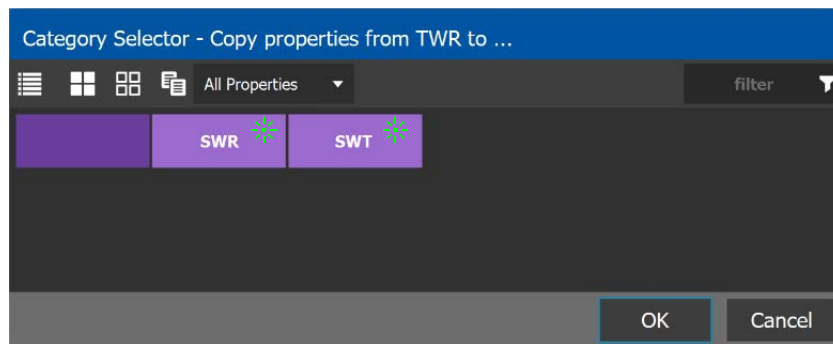 Category Selector - Copy properties from TWR to ...
All Properties
filter
SWR
SWT
OK
Cancel